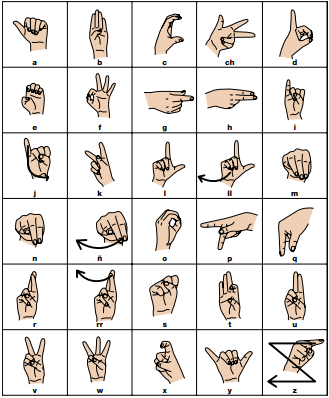 a b c ch d
e f g h i
j k l ll m
n ñ o p q
r rr s t u
v w x y z